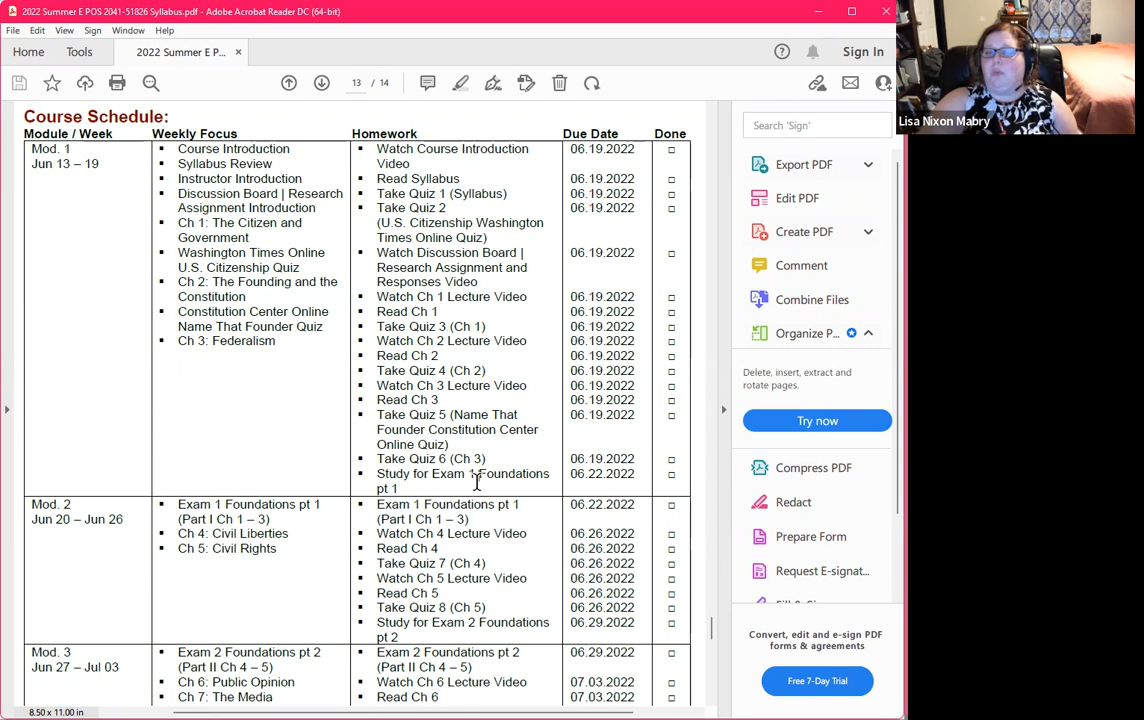 2022 Summer E POS 2041-51826 Syllabus.pdf - Adobe Acrobat Reader DC (64-bit)
File Edit View Sign Window Help
Home Tools 2022 Summer E P... × Sign In
13 / 14
Lisa Nixon Mabry
Course Schedule:
Module / Week Weekly Focus Homework Due Date Done
Mod. 1
Jun 13 – 19
▪ Course Introduction
▪ Syllabus Review
▪ Instructor Introduction
▪ Discussion Board | Research
Assignment Introduction
▪ Ch 1: The Citizen and
Government
▪ Washington Times Online
U.S. Citizenship Quiz
▪ Ch 2: The Founding and the
Constitution
▪ Constitution Center Online
Name That Founder Quiz
▪ Ch 3: Federalism
▪ Watch Course Introduction 06.19.2022 □
Video
▪ Read Syllabus 06.19.2022 □
▪ Take Quiz 1 (Syllabus) 06.19.2022 □
▪ Take Quiz 2 06.19.2022 □
(U.S. Citizenship Washington
Times Online Quiz)
▪ Watch Discussion Board | 06.19.2022 □
Research Assignment and
Responses Video
▪ Watch Ch 1 Lecture Video 06.19.2022 □
▪ Read Ch 1 06.19.2022 □
▪ Take Quiz 3 (Ch 1) 06.19.2022 □
▪ Watch Ch 2 Lecture Video 06.19.2022 □
▪ Read Ch 2 06.19.2022 □
▪ Take Quiz 4 (Ch 2) 06.19.2022 □
▪ Watch Ch 3 Lecture Video 06.19.2022 □
▪ Read Ch 3 06.19.2022 □
▪ Take Quiz 5 (Name That 06.19.2022 □
Founder Constitution Center
Online Quiz)
▪ Take Quiz 6 (Ch 3) 06.19.2022 □
▪ Study for Exam 1 Foundations 06.22.2022 □
pt 1
Mod. 2
Jun 20 – Jun 26
▪ Exam 1 Foundations pt 1
(Part I Ch 1 – 3)
▪ Ch 4: Civil Liberties
▪ Ch 5: Civil Rights
▪ Exam 1 Foundations pt 1 06.22.2022 □
(Part I Ch 1 – 3)
▪ Watch Ch 4 Lecture Video 06.26.2022 □
▪ Read Ch 4 06.26.2022 □
▪ Take Quiz 7 (Ch 4) 06.26.2022 □
▪ Watch Ch 5 Lecture Video 06.26.2022 □
▪ Read Ch 5 06.26.2022 □
▪ Take Quiz 8 (Ch 5) 06.26.2022 □
▪ Study for Exam 2 Foundations 06.29.2022 □
pt 2
Mod. 3
Jun 27 – Jul 03
▪ Exam 2 Foundations pt 2
(Part II Ch 4 – 5)
▪ Ch 6: Public Opinion
▪ Ch 7: The Media
▪ Exam 2 Foundations pt 2 06.29.2022 □
(Part II Ch 4 – 5)
▪ Watch Ch 6 Lecture Video 07.03.2022 □
▪ Read Ch 6 07.03.2022 □
8.50 x 11.00 in
Search 'Sign'
Export PDF
Edit PDF
Create PDF
Comment
Combine Files
Organize P...
Delete, insert, extract and
rotate pages.
Try now
Compress PDF
Redact
Prepare Form
Request E-signat...
Convert, edit and e-sign PDF
forms & agreements
Free 7-Day Trial